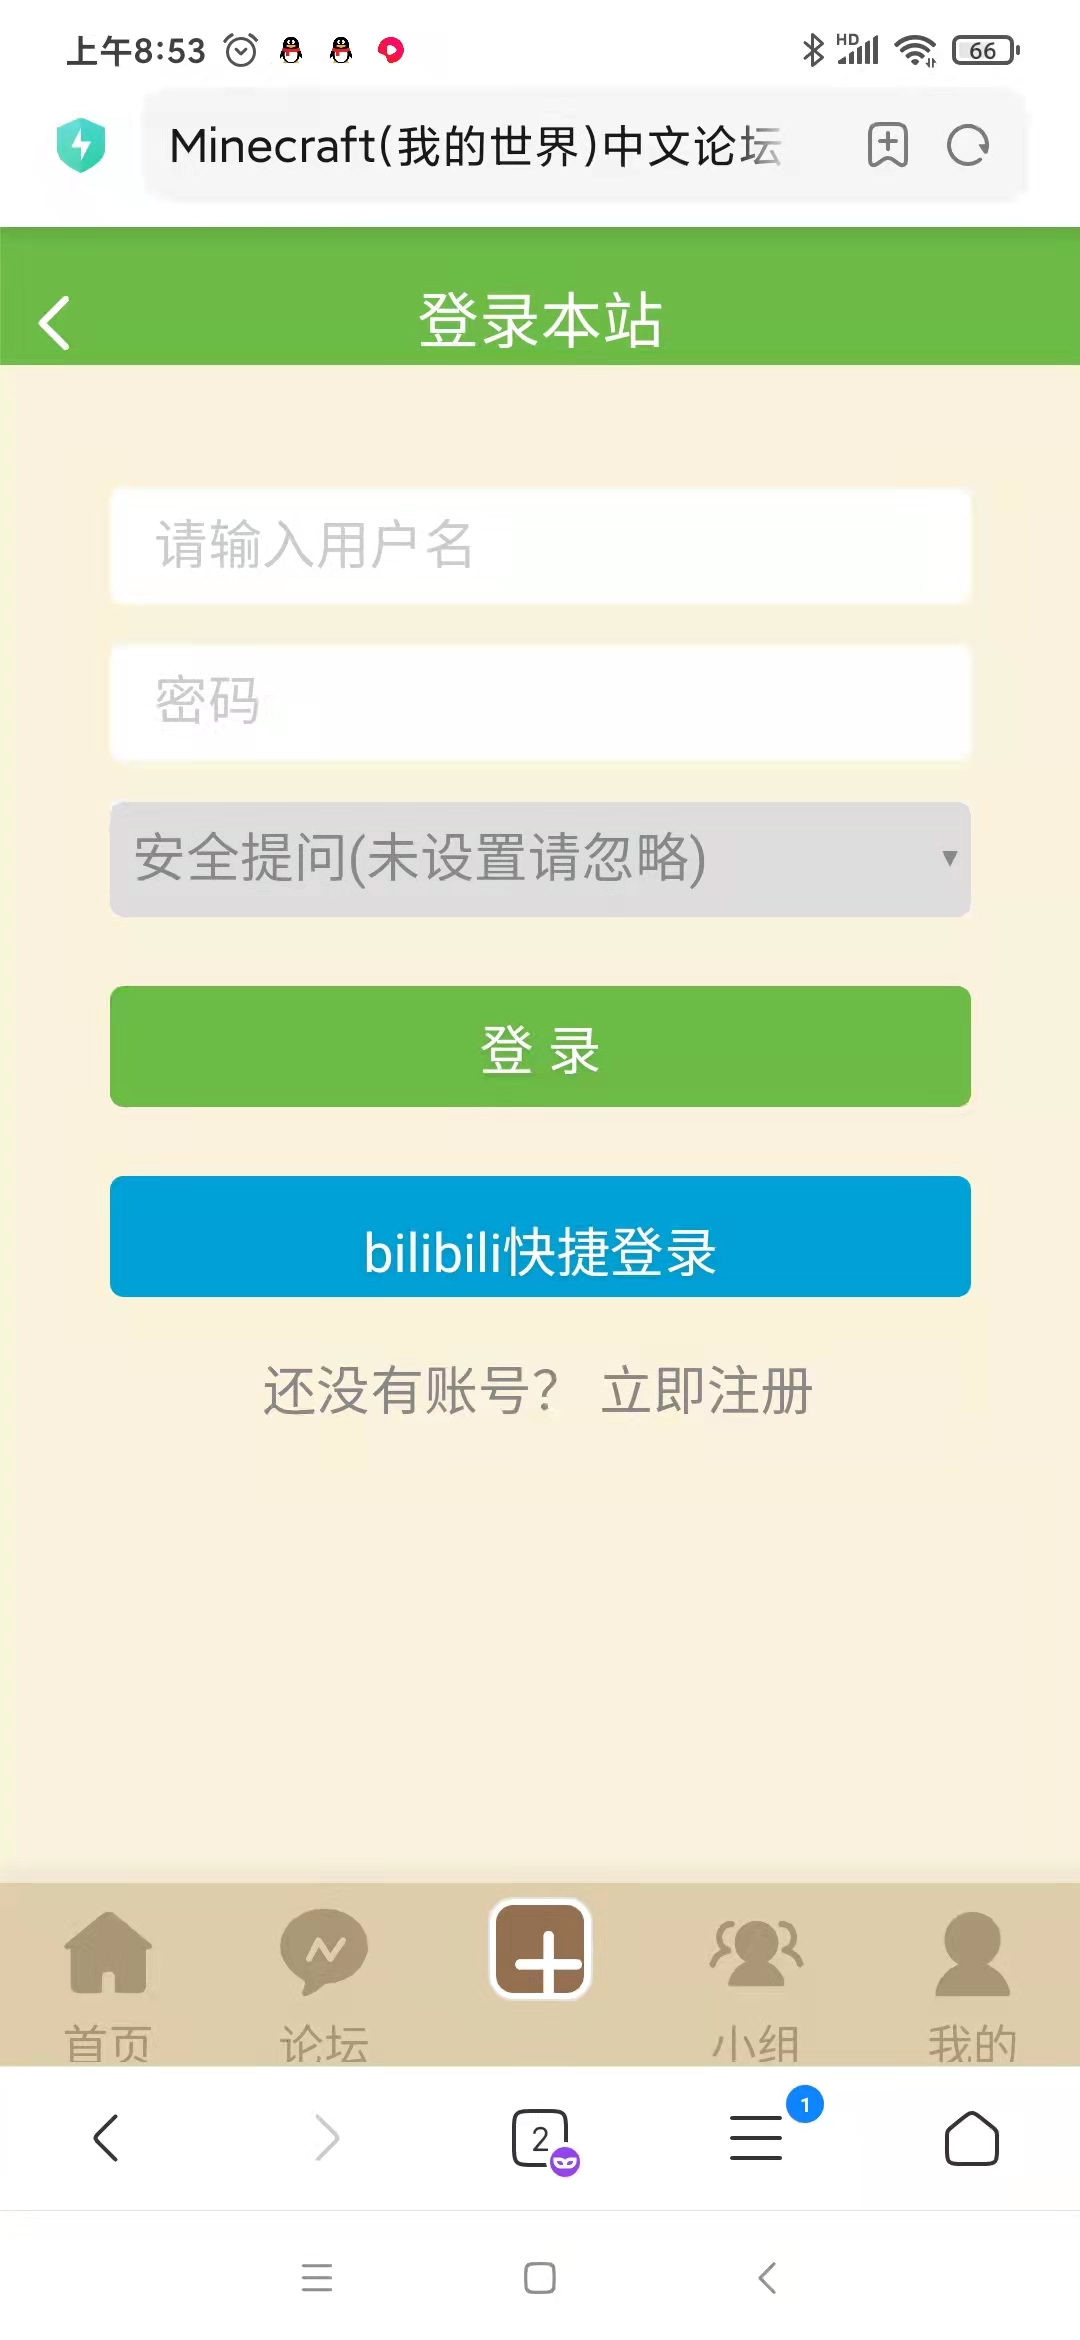 上午8:53
HD
66
Minecraft(我的世界)中文论坛
登录本站
请输入用户名
密码
安全提问(未设置请忽略)
登 录
bilibili快捷登录
还没有账号? 立即注册
首页 论坛 小组 我的
2
1